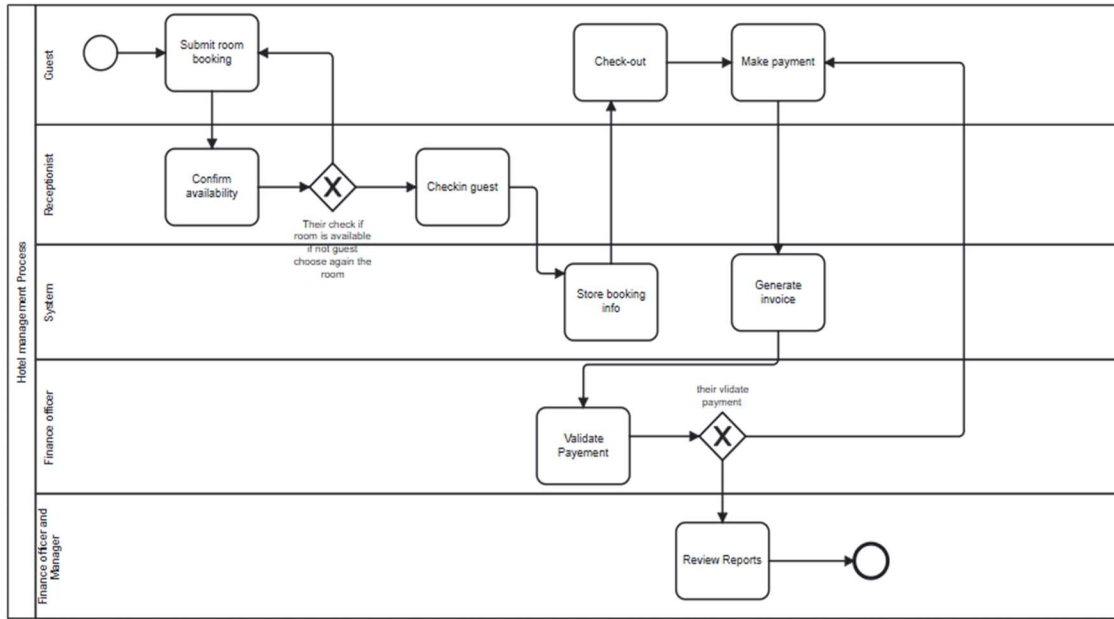 Hotel management Process
Guest
Submit room
booking
Check-out
Make payment
Receptionist
Confirm
availability
X
Their check if
room is available
if not guest
choose again the
room
Checkin guest
System
Store booking
info
Generate
invoice
Finance officer
Validate
Payement
their vlidate
payment
X
Finance officer and
Manager
Review Reports